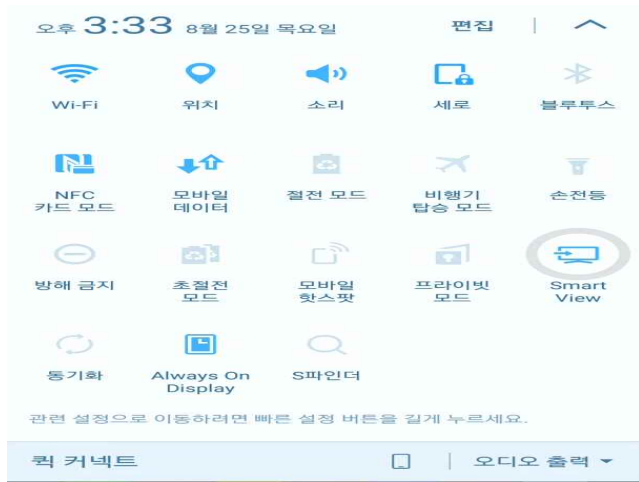 오후 3:33 8월 25일 목요일 편집
Wi-Fi 위치 소리 세로 블루투스
NFC 모바일 절전 모드 비행기 손전등
카드 모드 데이터 탑승 모드
방해 금지 초절전 모바일 프라이빗 Smart
모드 핫스팟 모드 View
동기화 Always On S파인더
Display
관련 설정으로 이동하려면 빠른 설정 버튼을 길게 누르세요.
퀵 커넥트 오디오 출력